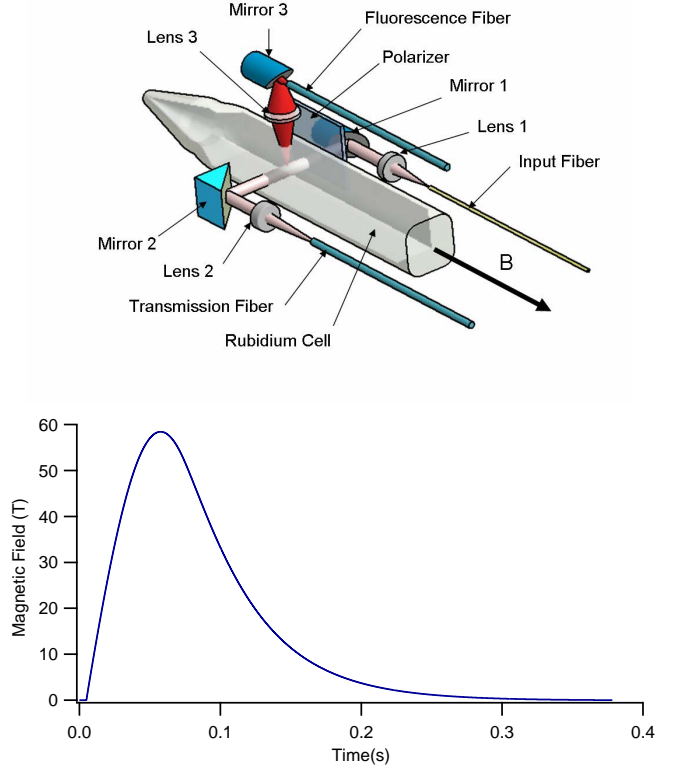 Mirror 3
Fluorescence Fiber
Lens 3
Polarizer
Mirror 1
Lens 1
Input Fiber
Mirror 2
Lens 2
B
Transmission Fiber
Rubidium Cell
60
50
40
30
20
10
0
Magnetic Field (T)
0.0
0.1
0.2
0.3
0.4
Time(s)